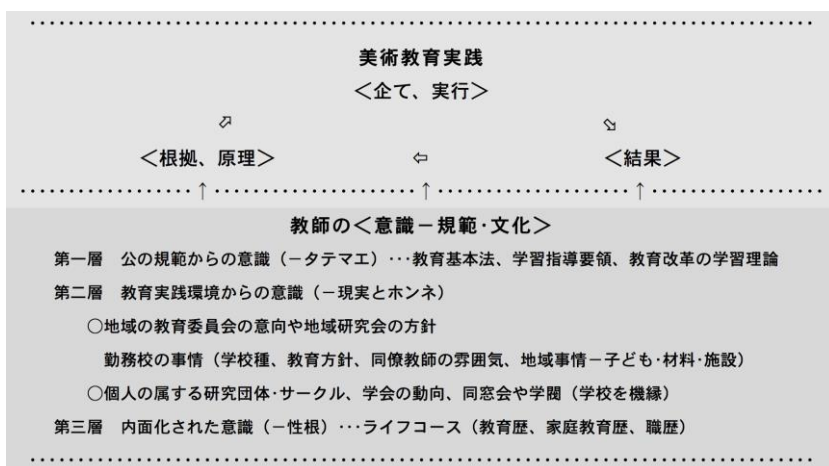 美術教育実践
＜企て、実行＞
＜根拠、原理＞ ⇦ ＜結果＞
教師の＜意識－規範・文化＞
第一層 公の規範からの意識（－タテマエ）･･･教育基本法、学習指導要領、教育改革の学習理論
第二層 教育実践環境からの意識（－現実とホンネ）
○地域の教育委員会の意向や地域研究会の方針
勤務校の事情（学校種、教育方針、同僚教師の雰囲気、地域事情－子ども・材料・施設）
○個人の属する研究団体・サークル、学会の動向、同窓会や学閥（学校を機縁）
第三層 内面化された意識（－性根）･･･ライフコース（教育歴、家庭教育歴、職歴）